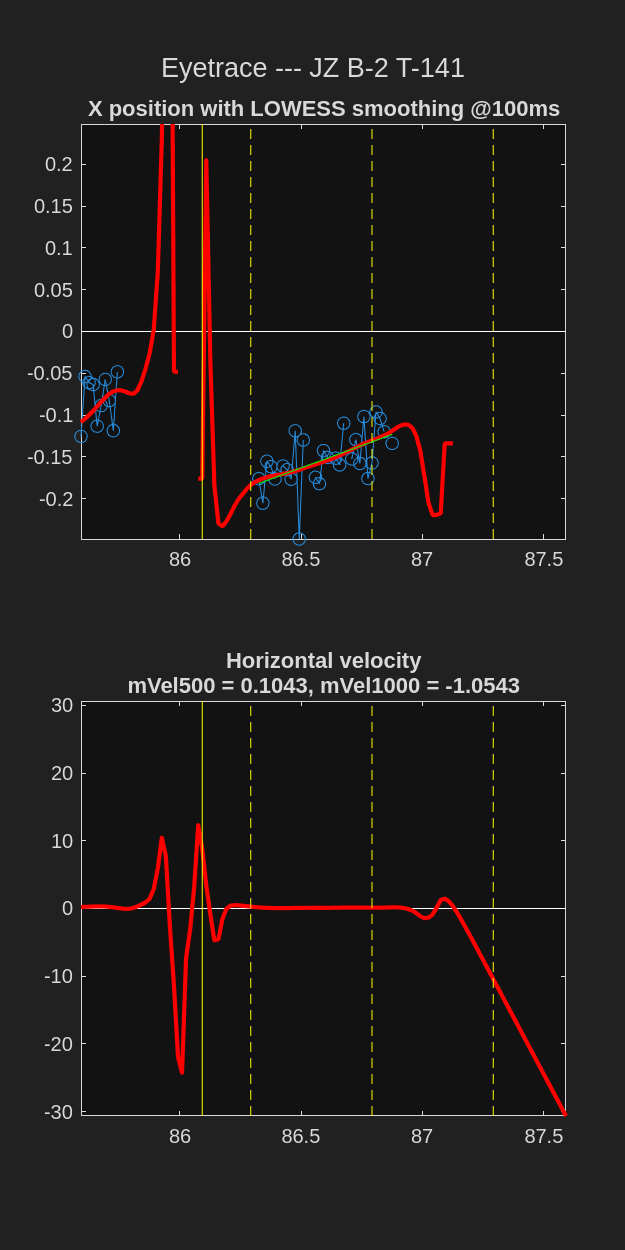 Eyetrace --- JZ B-2 T-141
X position with LOWESS smoothing @100ms
0.2
0.15
0.1
0.05
0
-0.05
-0.1
-0.15
-0.2
86 86.5 87 87.5
Horizontal velocity
mVel500 = 0.1043, mVel1000 = -1.0543
30
20
10
0
-10
-20
-30
86 86.5 87 87.5